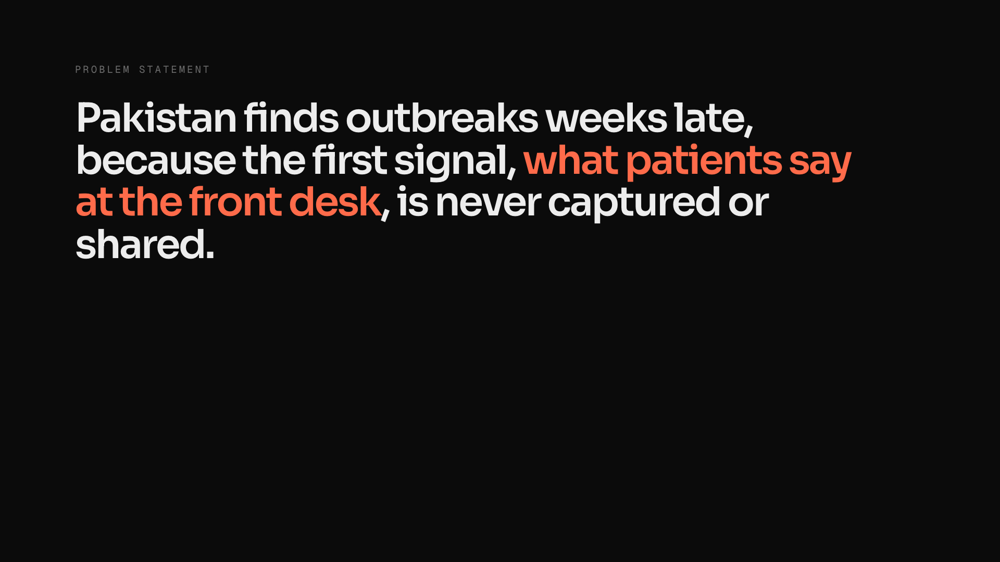 PROBLEM STATEMENT
Pakistan finds outbreaks weeks late,
because the first signal, what patients say
at the front desk, is never captured or
shared.